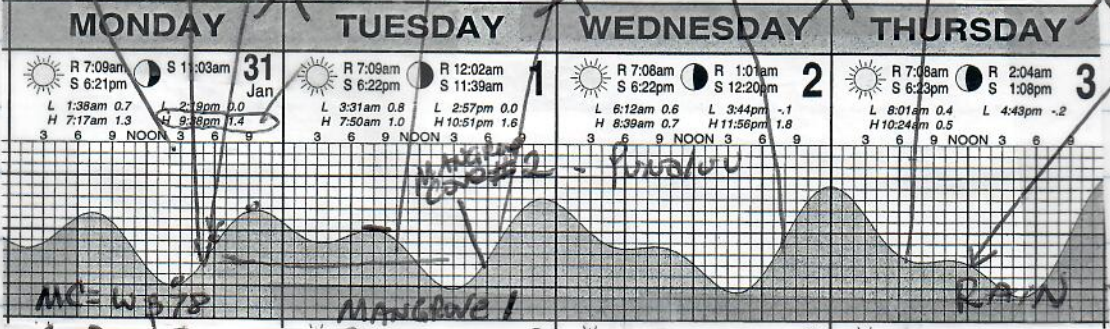 MONDAY TUESDAY WEDNESDAY THURSDAY
R 7:09am S 11:03am 31
S 6:21pm Jan
L 1:38am 0.7 L 2:19pm 0.0
H 7:17am 1.3 H 9:38pm 1.4
3 6 9 NOON 3 6 9
R 7:09am R 12:02am 1
S 6:22pm S 11:39am
L 3:31am 0.8 L 2:57pm 0.0
H 7:50am 1.0 H 10:51pm 1.6
3 6 9 NOON 3 6 9
R 7:08am R 1:01am 2
S 6:22pm S 12:20pm
L 6:12am 0.6 L 3:44pm -.1
H 8:39am 0.7 H 11:56pm 1.8
3 6 9 NOON 3 6 9
R 7:08am R 2:04am 3
S 6:23pm S 1:08pm
L 8:01am 0.4 L 4:43pm -.2
H 10:24am 0.5
3 6 9 NOON 3 6 9
#2 - PUNALUU
MC = W B 78
MANGROVE 1
RAIN